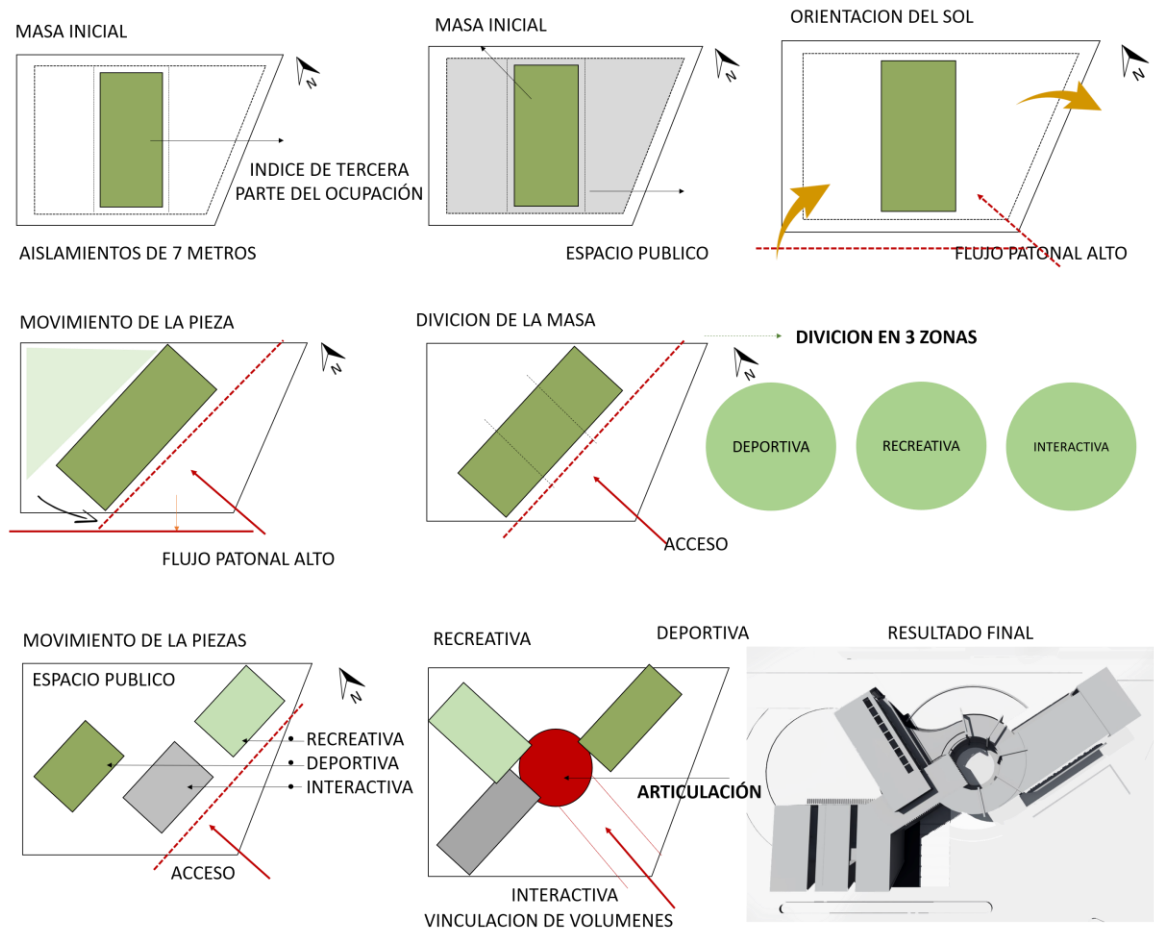 MASA INICIAL
N
INDICE DE TERCERA
PARTE DEL OCUPACIÓN
AISLAMIENTOS DE 7 METROS
MASA INICIAL
N
ESPACIO PUBLICO
ORIENTACION DEL SOL
N
FLUJO PATONAL ALTO
MOVIMIENTO DE LA PIEZA
N
FLUJO PATONAL ALTO
DIVICION DE LA MASA
N
ACCESO
DIVICION EN 3 ZONAS
DEPORTIVA
RECREATIVA
INTERACTIVA
MOVIMIENTO DE LA PIEZAS
ESPACIO PUBLICO
N
• RECREATIVA
• DEPORTIVA
• INTERACTIVA
ACCESO
RECREATIVA
DEPORTIVA
ARTICULACIÓN
INTERACTIVA
VINCULACION DE VOLUMENES
RESULTADO FINAL